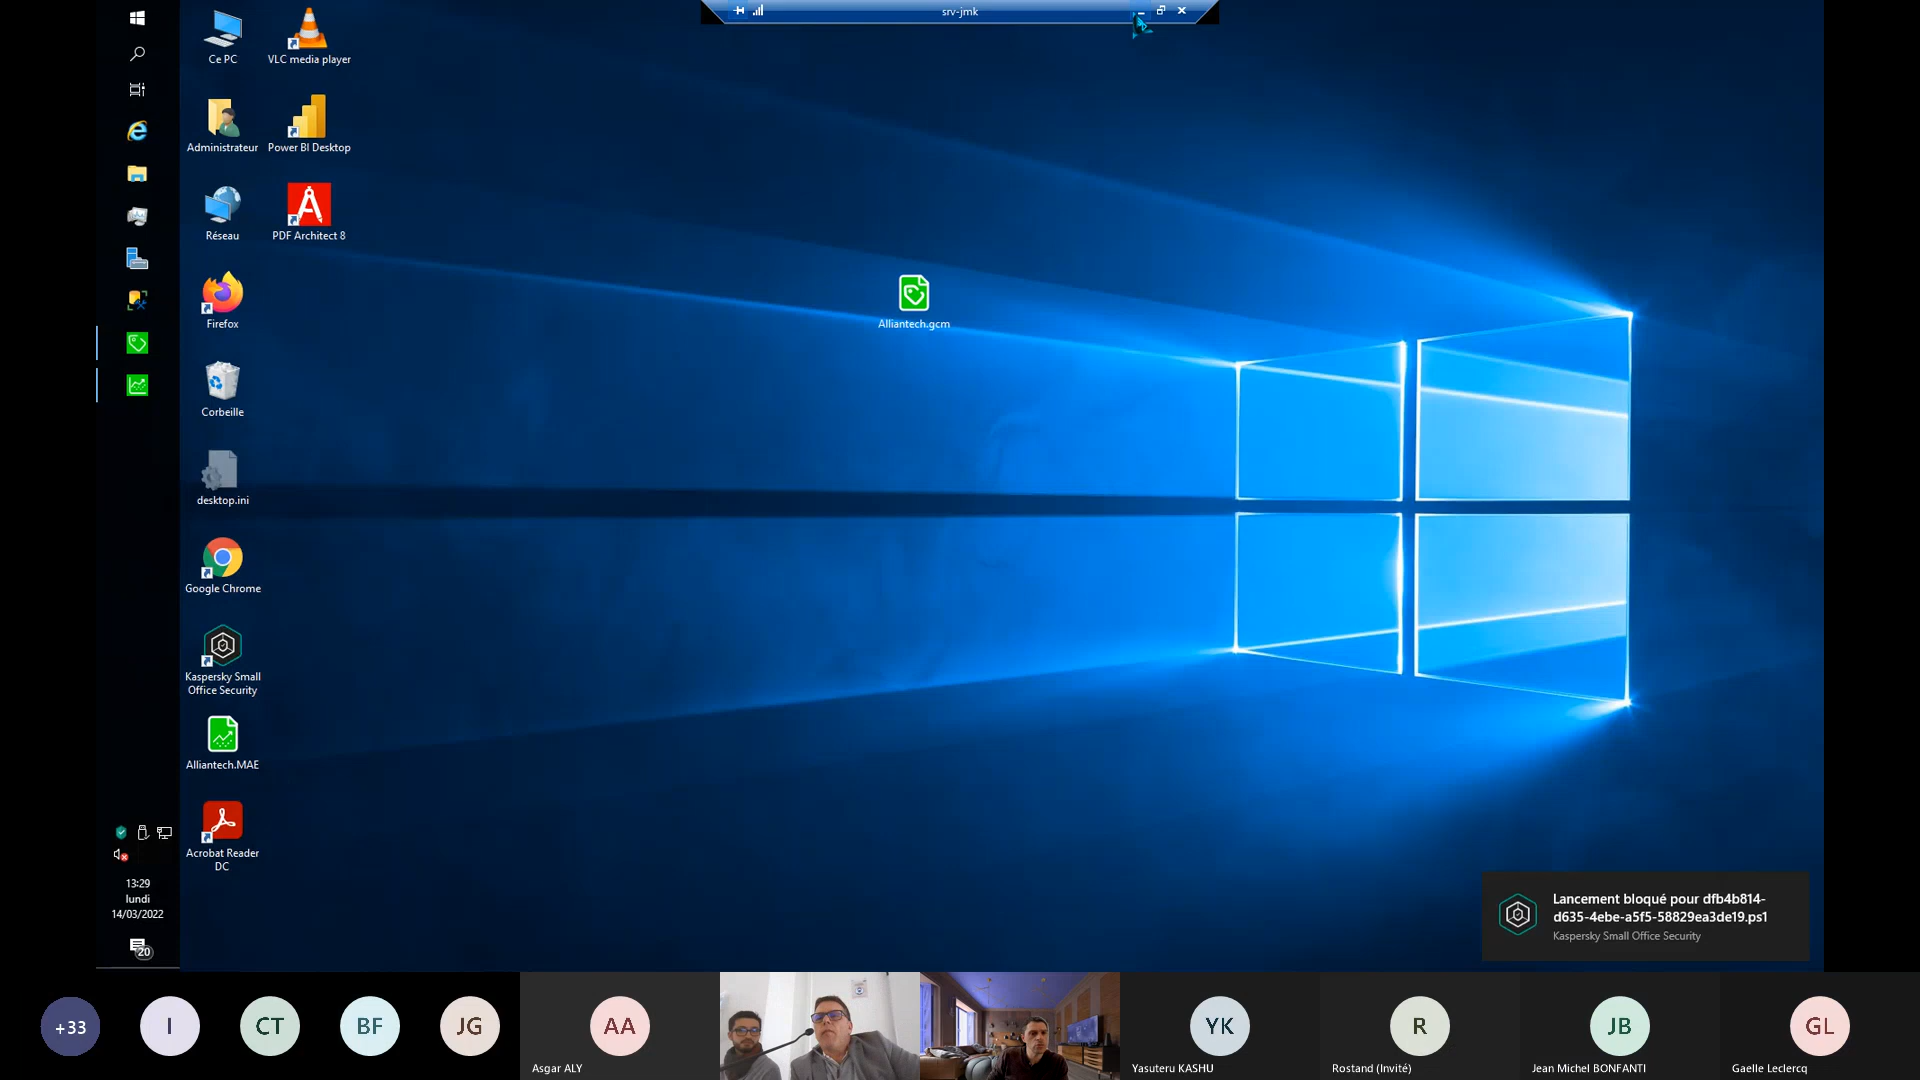 srv-jmk
Ce PC
VLC media player
Administrateur
Power BI Desktop
Réseau
PDF Architect 8
Firefox
Alliantech.gcm
Corbeille
desktop.ini
Google Chrome
Kaspersky Small
Office Security
Alliantech.MAE
Acrobat Reader
DC
13:29
lundi
14/03/2022
20
Lancement bloqué pour dfb4b814-
d635-4ebe-a5f5-58829ea3de19.ps1
Kaspersky Small Office Security
+33
I
CT
BF
JG
AA
YK
R
JB
GL
Asgar ALY
Yasuteru KASHU
Rostand (Invité)
Jean Michel BONFANTI
Gaelle Leclercq